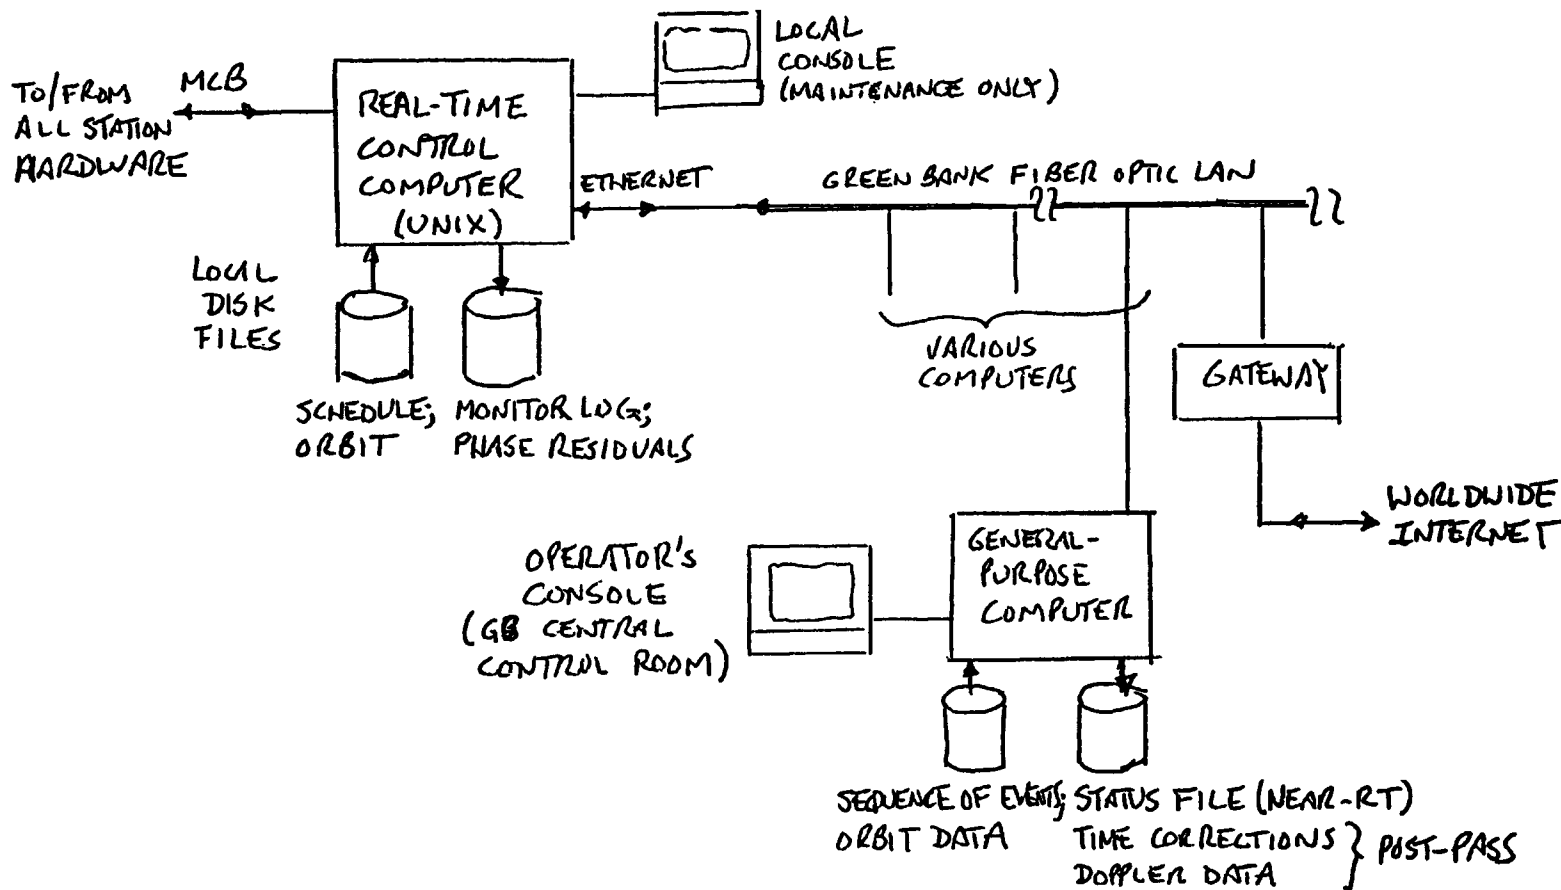 LOCAL
CONSOLE
(MAINTENANCE ONLY)
MCB
TO/FROM
ALL STATION
HARDWARE
REAL-TIME
CONTROL
COMPUTER
(UNIX)
ETHERNET
GREEN BANK FIBER OPTIC LAN
LOCAL
DISK
FILES
SCHEDULE;
ORBIT
MONITOR LOGS;
PHASE RESIDUALS
VARIOUS
COMPUTERS
GATEWAY
WORLDWIDE
INTERNET
OPERATOR'S
CONSOLE
(GB CENTRAL
CONTROL ROOM)
GENERAL-
PURPOSE
COMPUTER
SEQUENCE OF EVENTS;
ORBIT DATA
STATUS FILE (NEAR-RT)
TIME CORRECTIONS
DOPPLER DATA
} POST-PASS